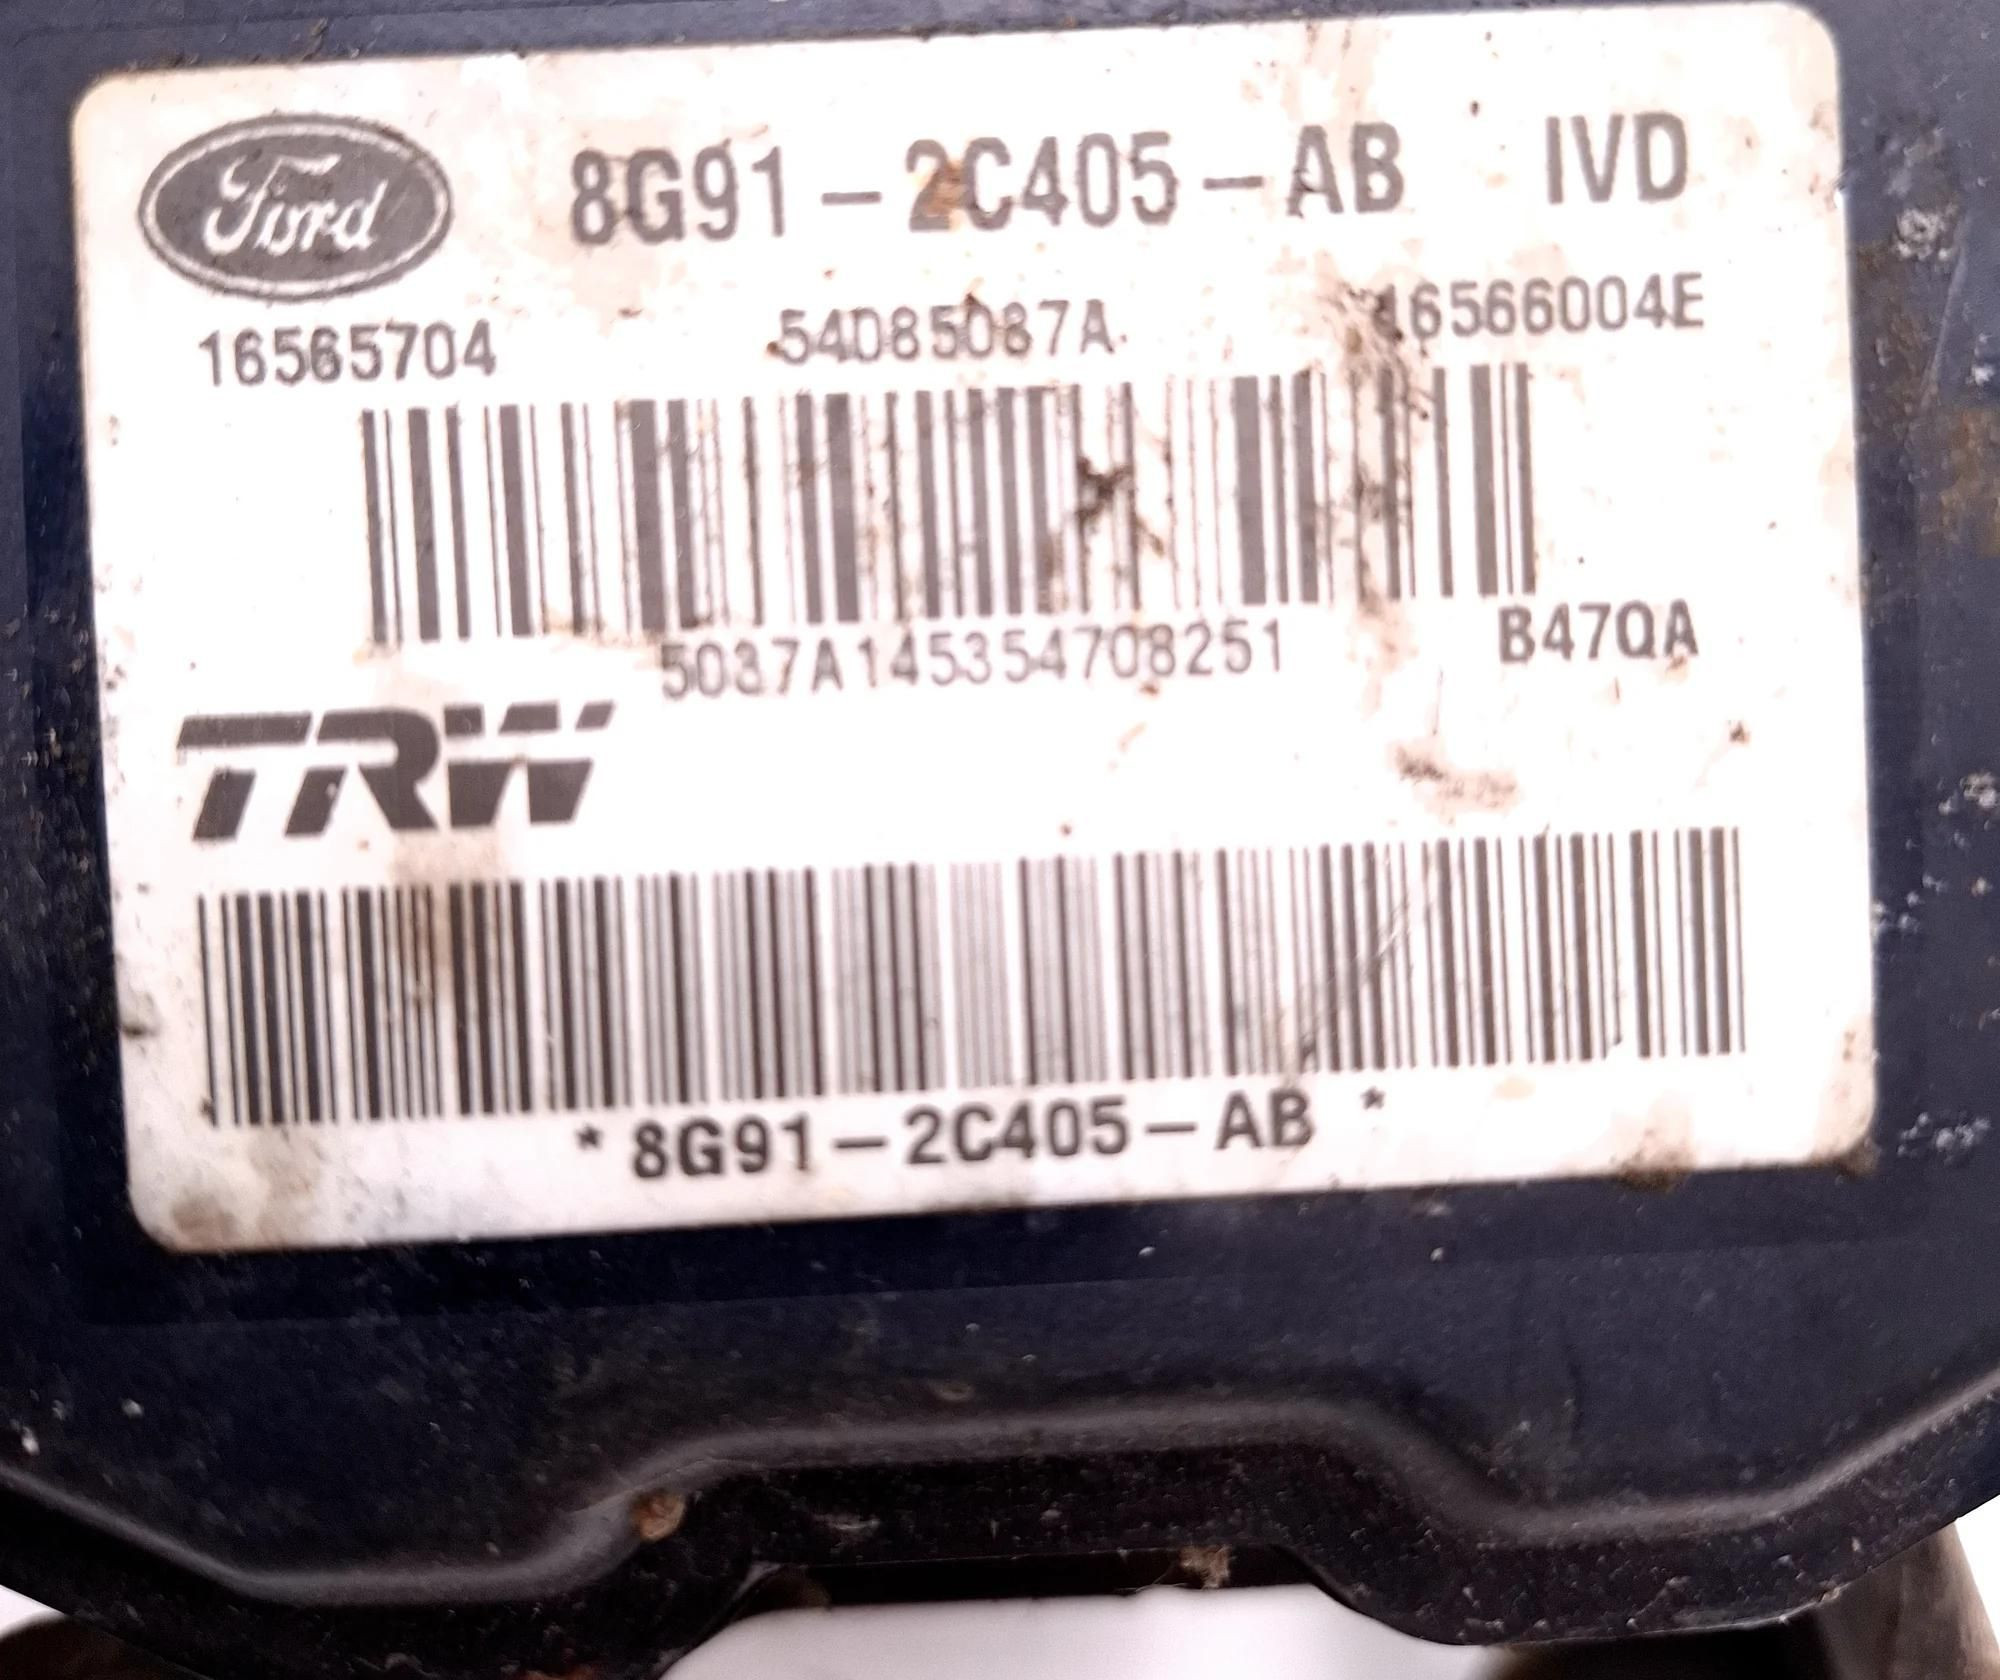 Ford 8G91-2C405-AB IVD
16565704 54085087A 16566004E
5037A145354708251 B47QA
TRW
*8G91-2C405-AB *